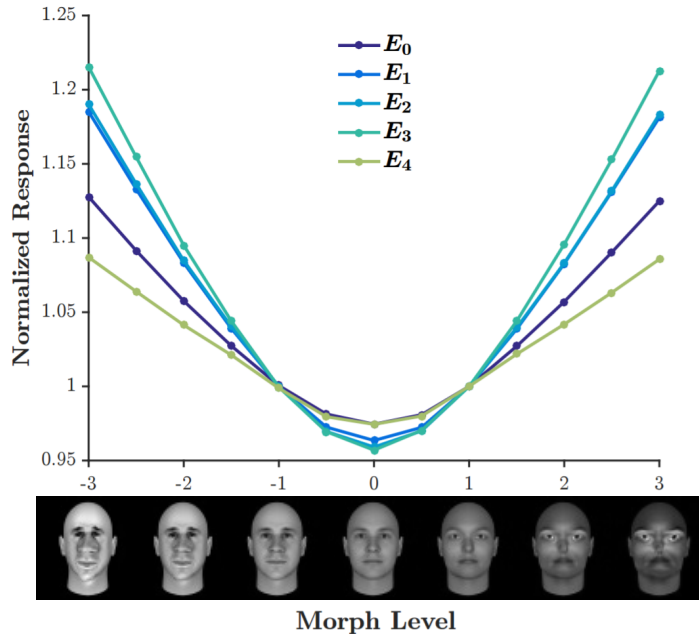 1.25
1.2
1.15
1.1
1.05
1
0.95
Normalized Response
E0
E1
E2
E3
E4
-3 -2 -1 0 1 2 3
Morph Level